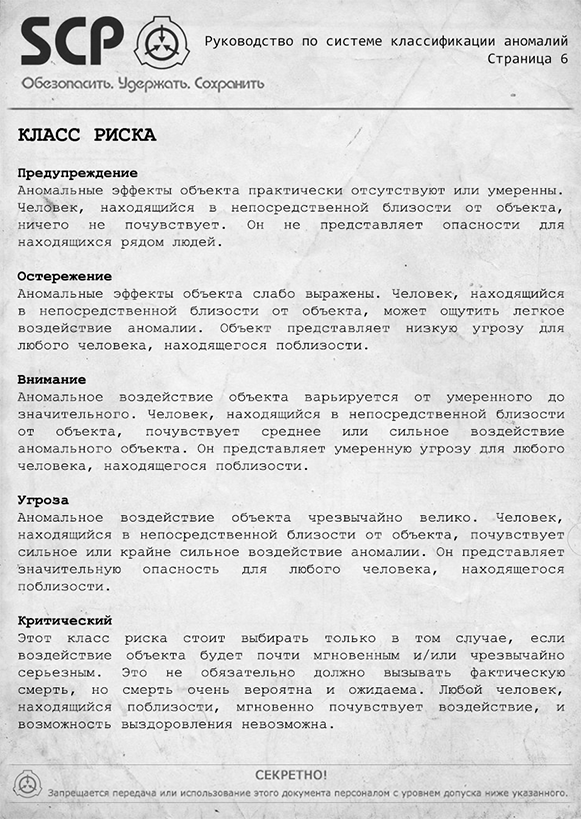 SCP
Руководство по системе классификации аномалий
Страница 6
Обезопасить. Удержать. Сохранить
КЛАСС РИСКА
Предупреждение
Аномальные эффекты объекта практически отсутствуют или умеренны.
Человек, находящийся в непосредственной близости от объекта,
ничего не почувствует. Он не представляет опасности для
находящихся рядом людей.
Остережение
Аномальные эффекты объекта слабо выражены. Человек, находящийся
в непосредственной близости от объекта, может ощутить легкое
воздействие аномалии. Объект представляет низкую угрозу для
любого человека, находящегося поблизости.
Внимание
Аномальное воздействие объекта варьируется от умеренного до
значительного. Человек, находящийся в непосредственной близости
от объекта, почувствует среднее или сильное воздействие
аномального объекта. Он представляет умеренную угрозу для любого
человека, находящегося поблизости.
Угроза
Аномальное воздействие объекта чрезвычайно велико. Человек,
находящийся в непосредственной близости от объекта, почувствует
сильное или крайне сильное воздействие аномалии. Он представляет
значительную опасность для любого человека, находящегося
поблизости.
Критический
Этот класс риска стоит выбирать только в том случае, если
воздействие объекта будет почти мгновенным и/или чрезвычайно
серьезным. Это не обязательно должно вызывать фактическую
смерть, но смерть очень вероятна и ожидаема. Любой человек,
находящийся поблизости, мгновенно почувствует воздействие, и
возможность выздоровления невозможна.
СЕКРЕТНО!
Запрещается передача или использование этого документа персоналом с уровнем допуска ниже указанного.